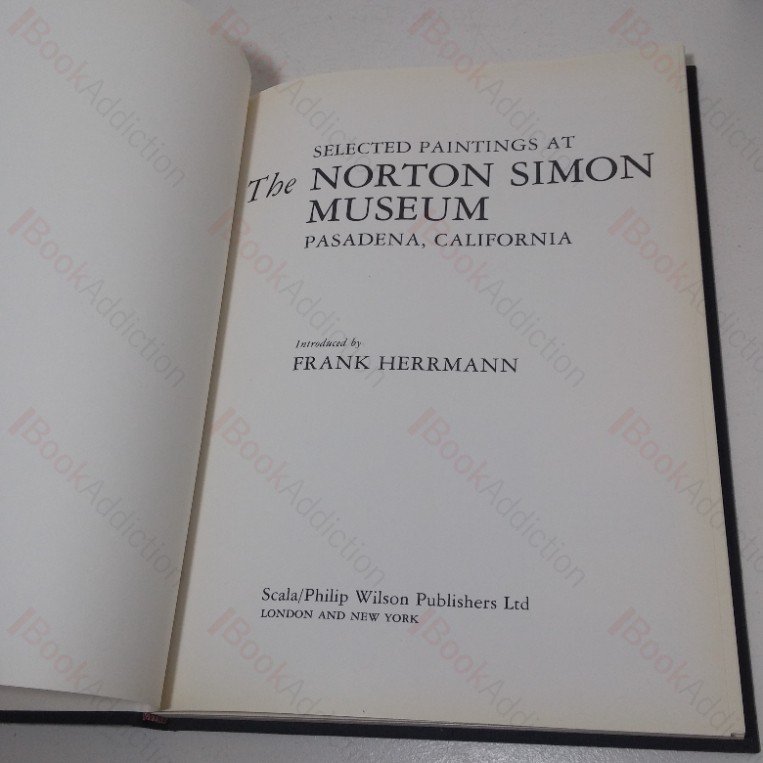 SELECTED PAINTINGS AT
The NORTON SIMON
MUSEUM
PASADENA, CALIFORNIA
Introduced by
FRANK HERRMANN
Scala/Philip Wilson Publishers Ltd
LONDON AND NEW YORK
BookAddiction